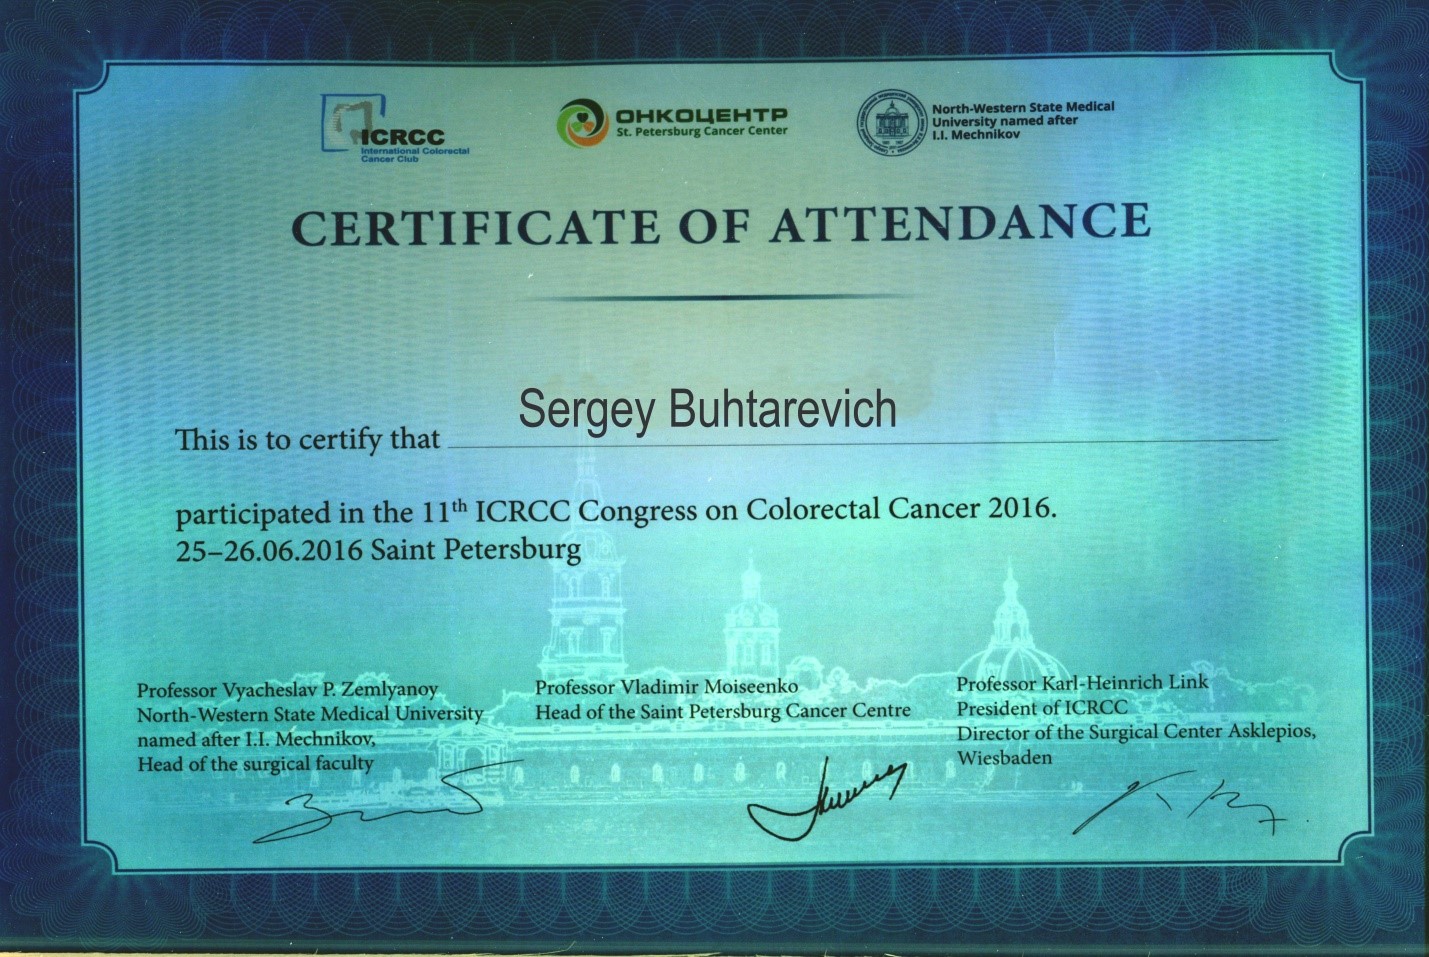 ICRCC
International Colorectal
Cancer Club
ОНКОЦЕНТР
St. Petersburg Cancer Center
North-Western State Medical
University named after
I.I. Mechnikov
CERTIFICATE OF ATTENDANCE
Sergey Buhtarevich
This is to certify that
participated in the 11th ICRCC Congress on Colorectal Cancer 2016.
25–26.06.2016 Saint Petersburg
Professor Vyacheslav P. Zemlyanoy
North-Western State Medical University
named after I.I. Mechnikov,
Head of the surgical faculty
Professor Vladimir Moiseenko
Head of the Saint Petersburg Cancer Centre
Professor Karl-Heinrich Link
President of ICRCC
Director of the Surgical Center Asklepios,
Wiesbaden